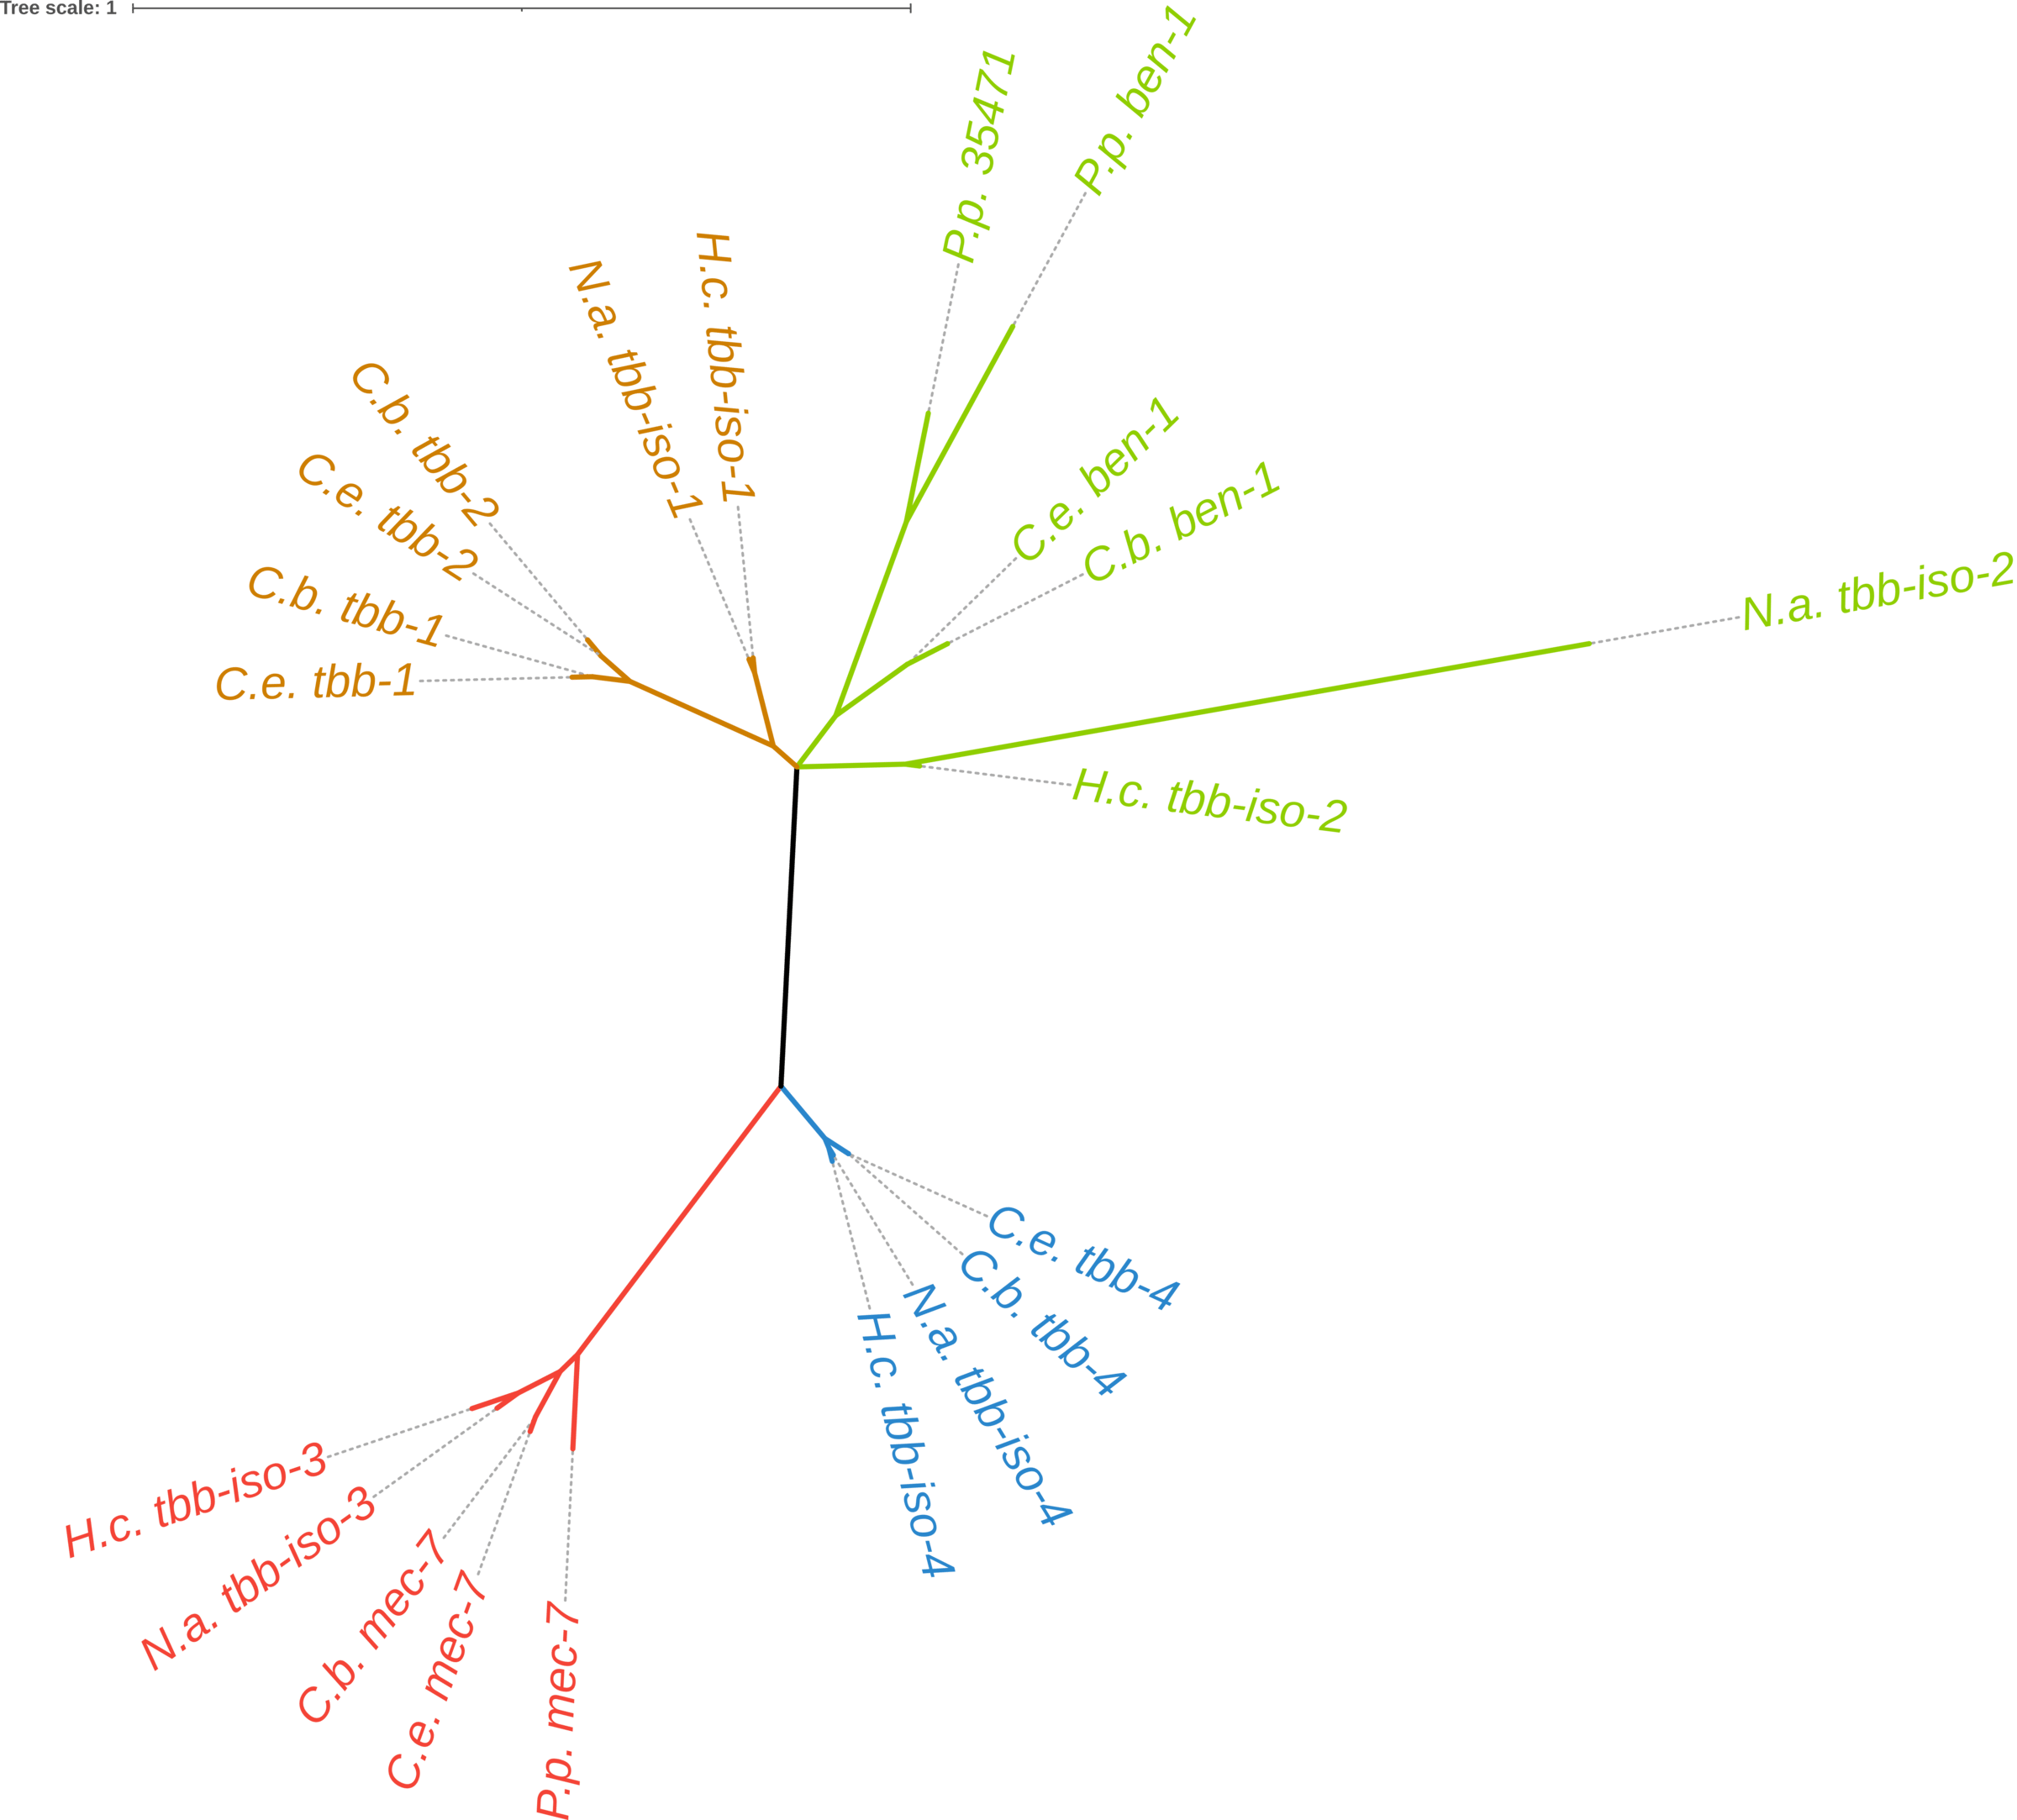 Tree scale: 1
P.p. 35471
P.p. ben-1
C.e. ben-1
C.b. ben-1
N.a. tbb-iso-2
H.c. tbb-iso-2
H.c. tbb-iso-1
N.a. tbb-iso-1
C.b. tbb-2
C.e. tbb-2
C.b. tbb-1
C.e. tbb-1
C.e. tbb-4
C.b. tbb-4
N.a. tbb-iso-4
H.c. tbb-iso-4
H.c. tbb-iso-3
N.a. tbb-iso-3
C.b. mec-7
C.e. mec-7
P.p. mec-7